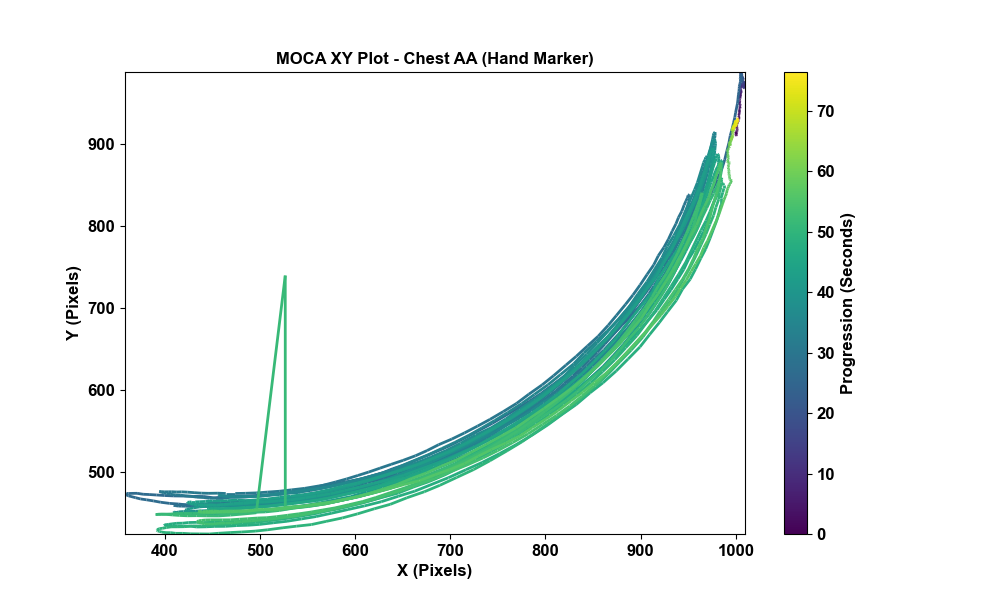 MOCA XY Plot - Chest AA (Hand Marker)
900
800
700
600
500
Y (Pixels)
400 500 600 700 800 900 1000
X (Pixels)
70
60
50
40
30
20
10
0
Progression (Seconds)